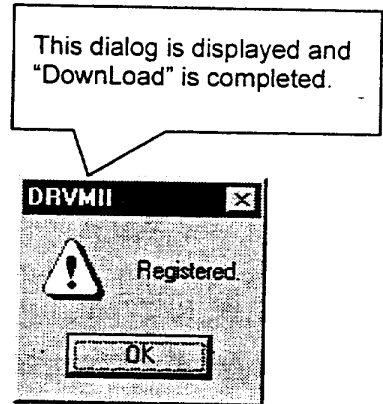 This dialog is displayed and
“DownLoad” is completed.
DRVMII
Registered.
OK